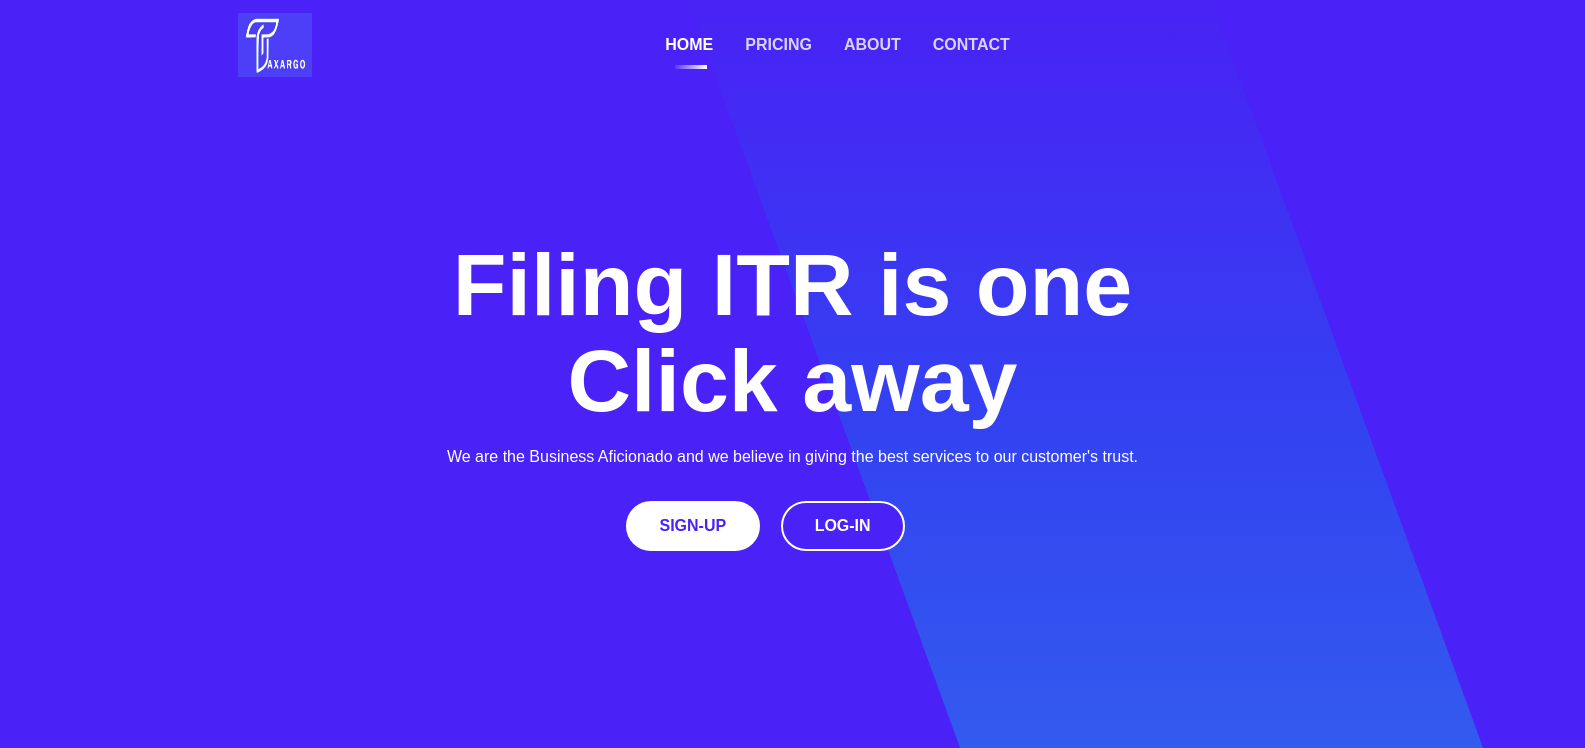 TAXARGO
HOME PRICING ABOUT CONTACT
Filing ITR is one
Click away
We are the Business Aficionado and we believe in giving the best services to our customer's trust.
SIGN-UP LOG-IN